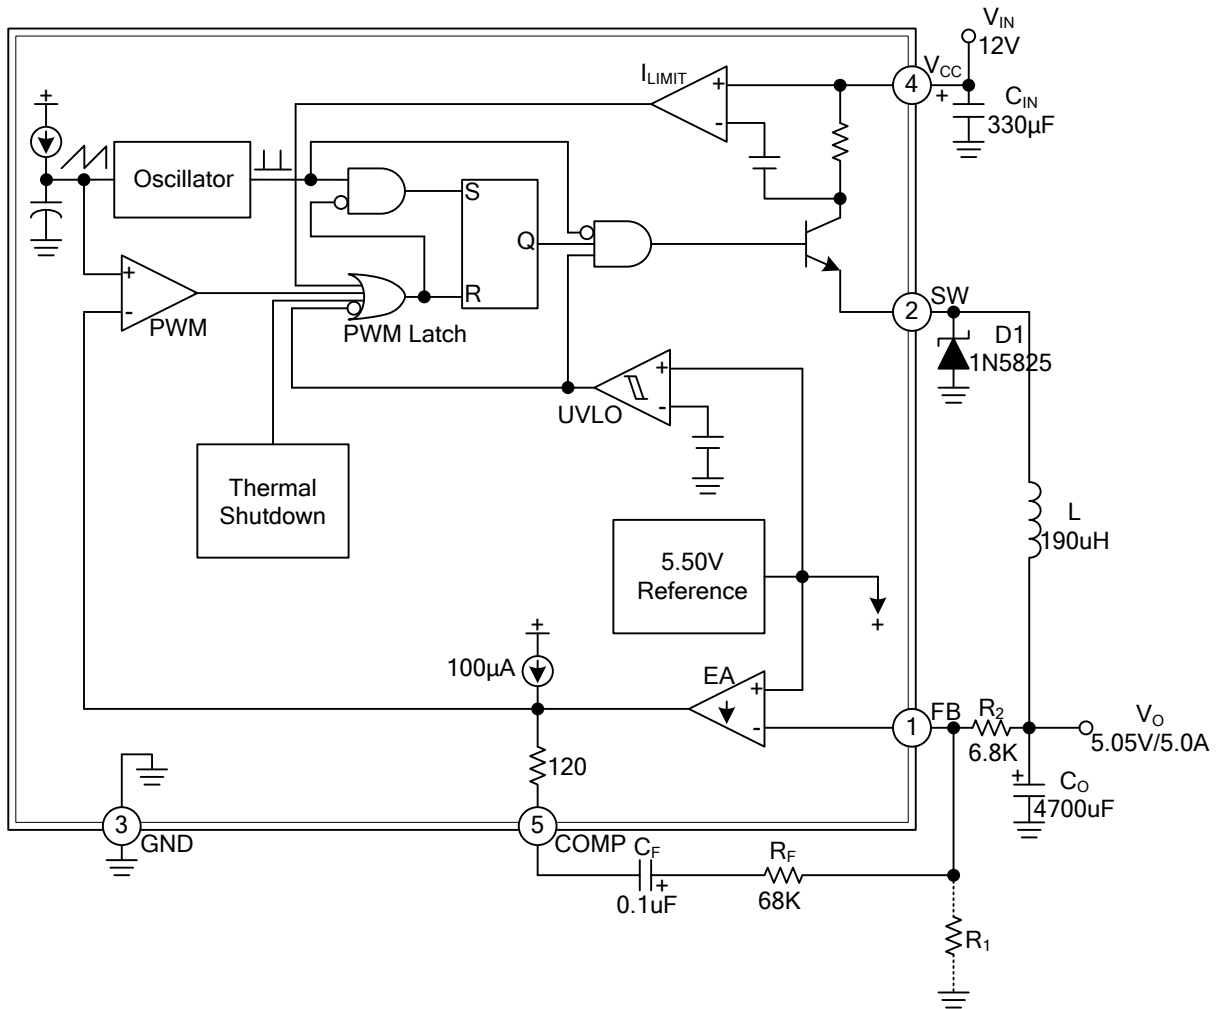 V_IN
12V
I_LIMIT
+
-
4
V_CC
+
C_IN
330µF
+
Oscillator
S
Q
R
+
-
PWM
PWM Latch
2
SW
D1
1N5825
UVLO
+
-
Thermal
Shutdown
5.50V
Reference
+
L
190uH
+
100µA
EA
+
-
1
FB
R_2
6.8K
V_O
5.05V/5.0A
120
+
C_O
4700uF
3
GND
5
COMP
C_F
+
0.1uF
R_F
68K
R_1